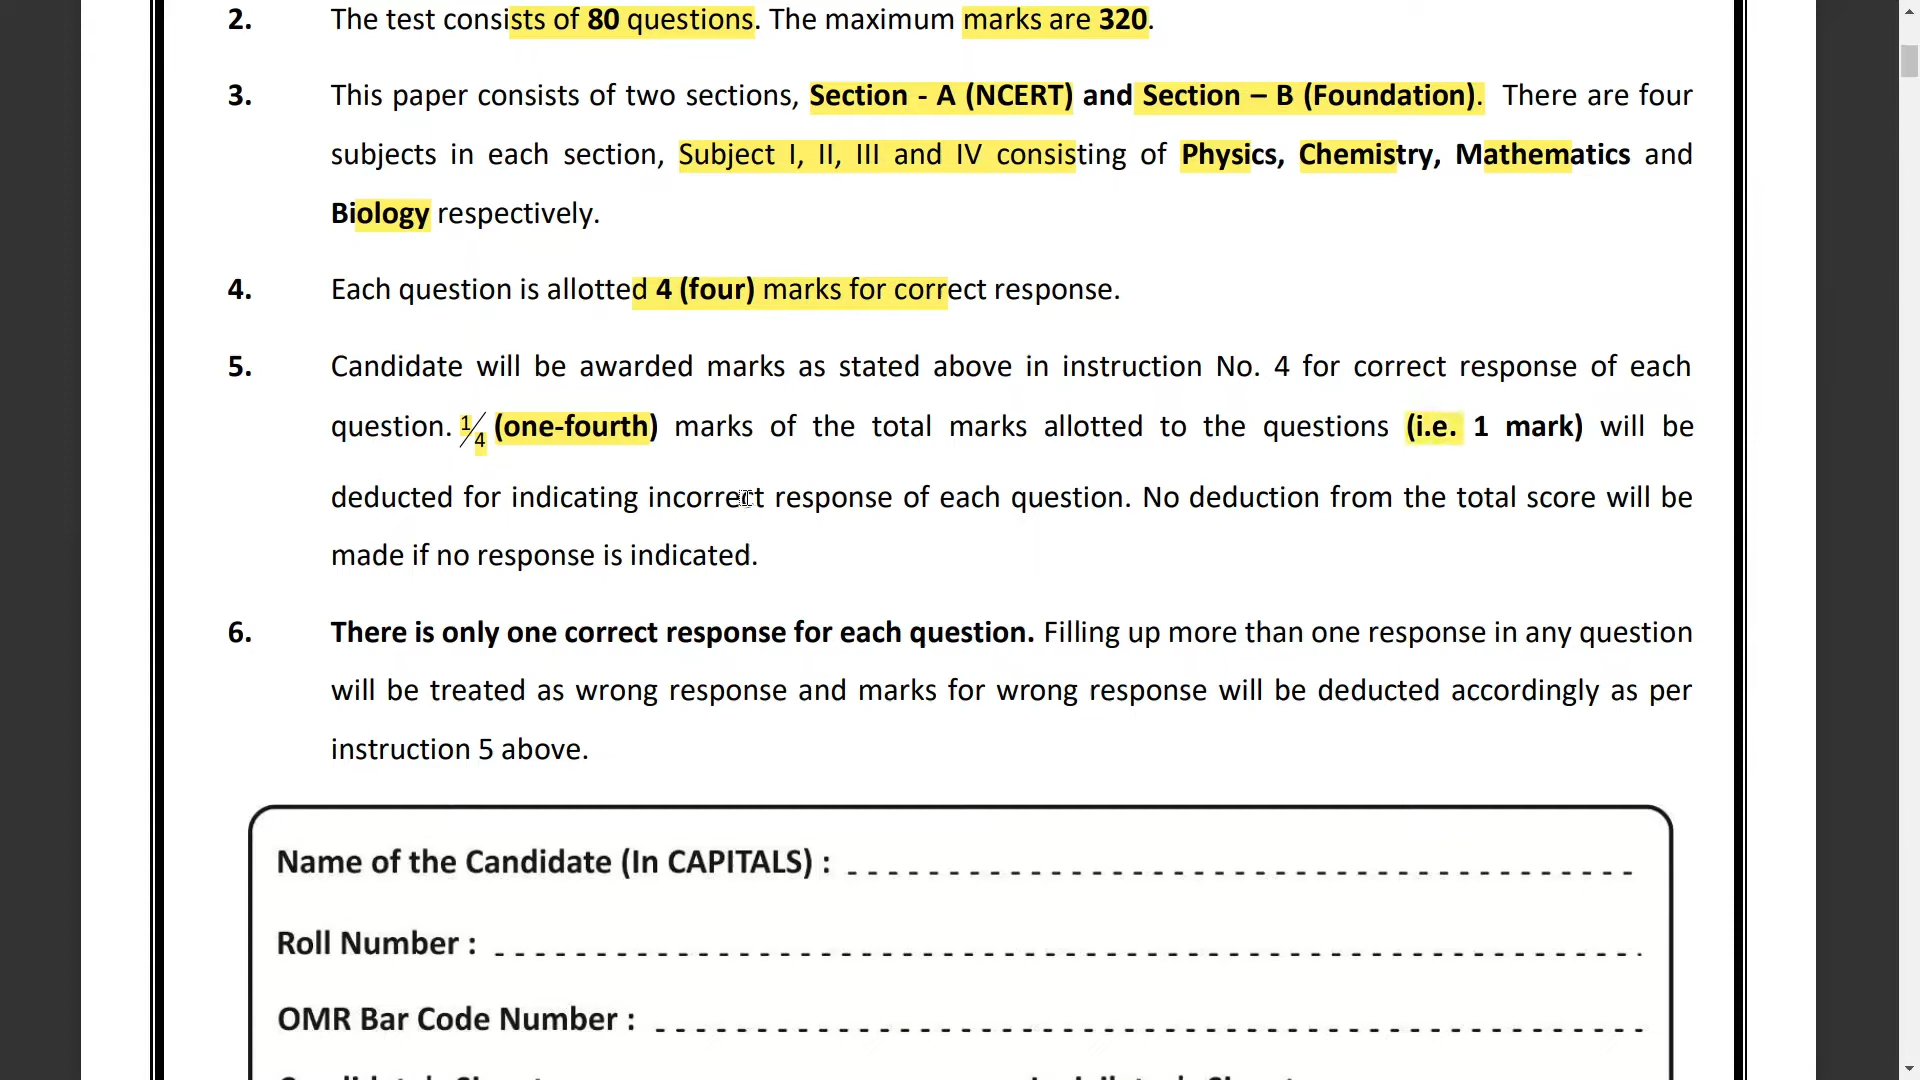 2. The test consists of 80 questions. The maximum marks are 320.
3. This paper consists of two sections, Section - A (NCERT) and Section – B (Foundation). There are four
subjects in each section, Subject I, II, III and IV consisting of Physics, Chemistry, Mathematics and
Biology respectively.
4. Each question is allotted 4 (four) marks for correct response.
5. Candidate will be awarded marks as stated above in instruction No. 4 for correct response of each
question. 1/4 (one-fourth) marks of the total marks allotted to the questions (i.e. 1 mark) will be
deducted for indicating incorrect response of each question. No deduction from the total score will be
made if no response is indicated.
6. There is only one correct response for each question. Filling up more than one response in any question
will be treated as wrong response and marks for wrong response will be deducted accordingly as per
instruction 5 above.
Name of the Candidate (In CAPITALS) :
Roll Number :
OMR Bar Code Number :